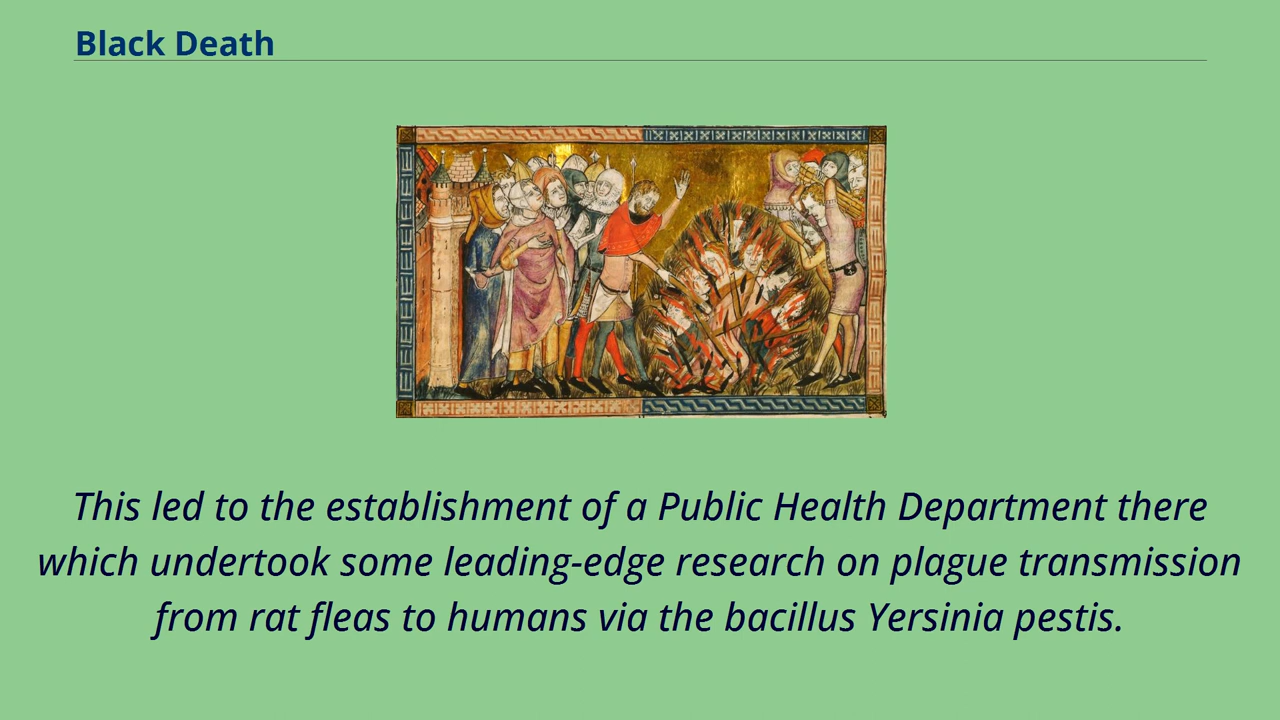 Black Death
This led to the establishment of a Public Health Department there
which undertook some leading-edge research on plague transmission
from rat fleas to humans via the bacillus Yersinia pestis.